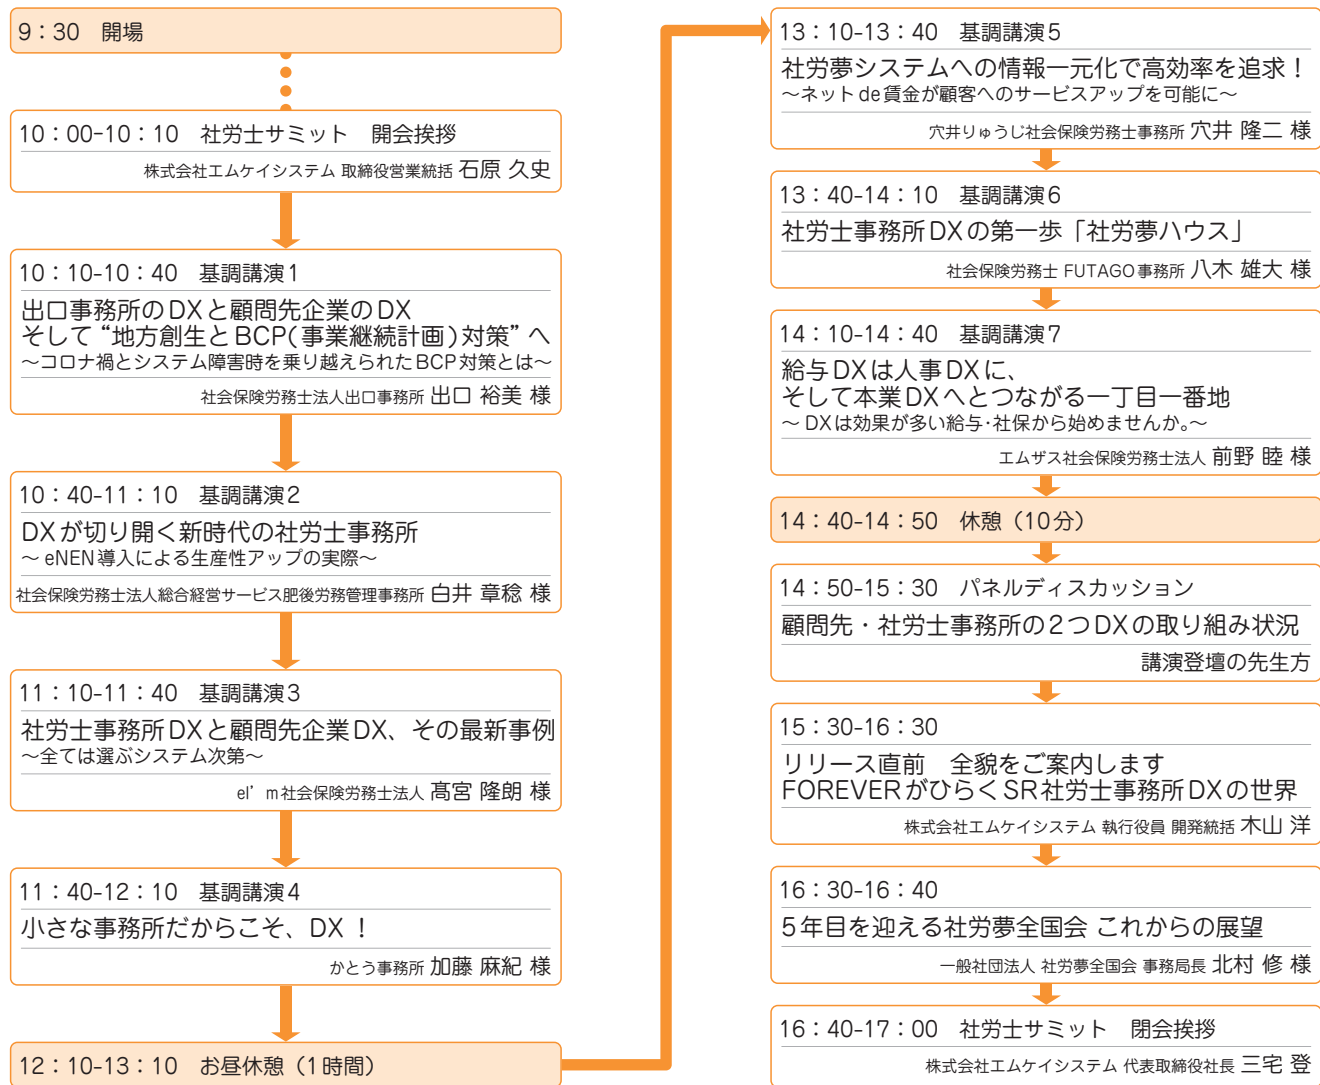 9：30　開場
10：00-10：10　社労士サミット　開会挨拶
株式会社エムケイシステム 取締役営業統括 石原 久史
10：10-10：40　基調講演1
出口事務所のDXと顧問先企業のDX
そして“地方創生とBCP(事業継続計画)対策”へ
～コロナ禍とシステム障害時を乗り越えられたBCP対策とは～
社会保険労務士法人出口事務所 出口 裕美 様
10：40-11：10　基調講演2
DXが切り開く新時代の社労士事務所
～eNEN導入による生産性アップの実際～
社会保険労務士法人総合経営サービス肥後労務管理事務所 白井 章稔 様
11：10-11：40　基調講演3
社労士事務所DXと顧問先企業DX、その最新事例
～全ては選ぶシステム次第～
el’m社会保険労務士法人 髙宮 隆朗 様
11：40-12：10　基調講演4
小さな事務所だからこそ、DX！
かとう事務所 加藤 麻紀 様
12：10-13：10　お昼休憩（1時間）
13：10-13：40　基調講演5
社労夢システムへの情報一元化で高効率を追求！
～ネットde賃金が顧客へのサービスアップを可能に～
穴井りゅうじ社会保険労務士事務所 穴井 隆二 様
13：40-14：10　基調講演6
社労士事務所DXの第一歩「社労夢ハウス」
社会保険労務士 FUTAGO事務所 八木 雄大 様
14：10-14：40　基調講演7
給与DXは人事DXに、
そして本業DXへとつながる一丁目一番地
～DXは効果が多い給与・社保から始めませんか。～
エムザス社会保険労務士法人 前野 睦 様
14：40-14：50　休憩（10分）
14：50-15：30　パネルディスカッション
顧問先・社労士事務所の2つDXの取り組み状況
講演登壇の先生方
15：30-16：30
リリース直前　全貌をご案内します
FOREVERがひらくSR社労士事務所DXの世界
株式会社エムケイシステム 執行役員 開発統括 木山 洋
16：30-16：40
5年目を迎える社労夢全国会 これからの展望
一般社団法人 社労夢全国会 事務局長 北村 修 様
16：40-17：00　社労士サミット　閉会挨拶
株式会社エムケイシステム 代表取締役社長 三宅 登